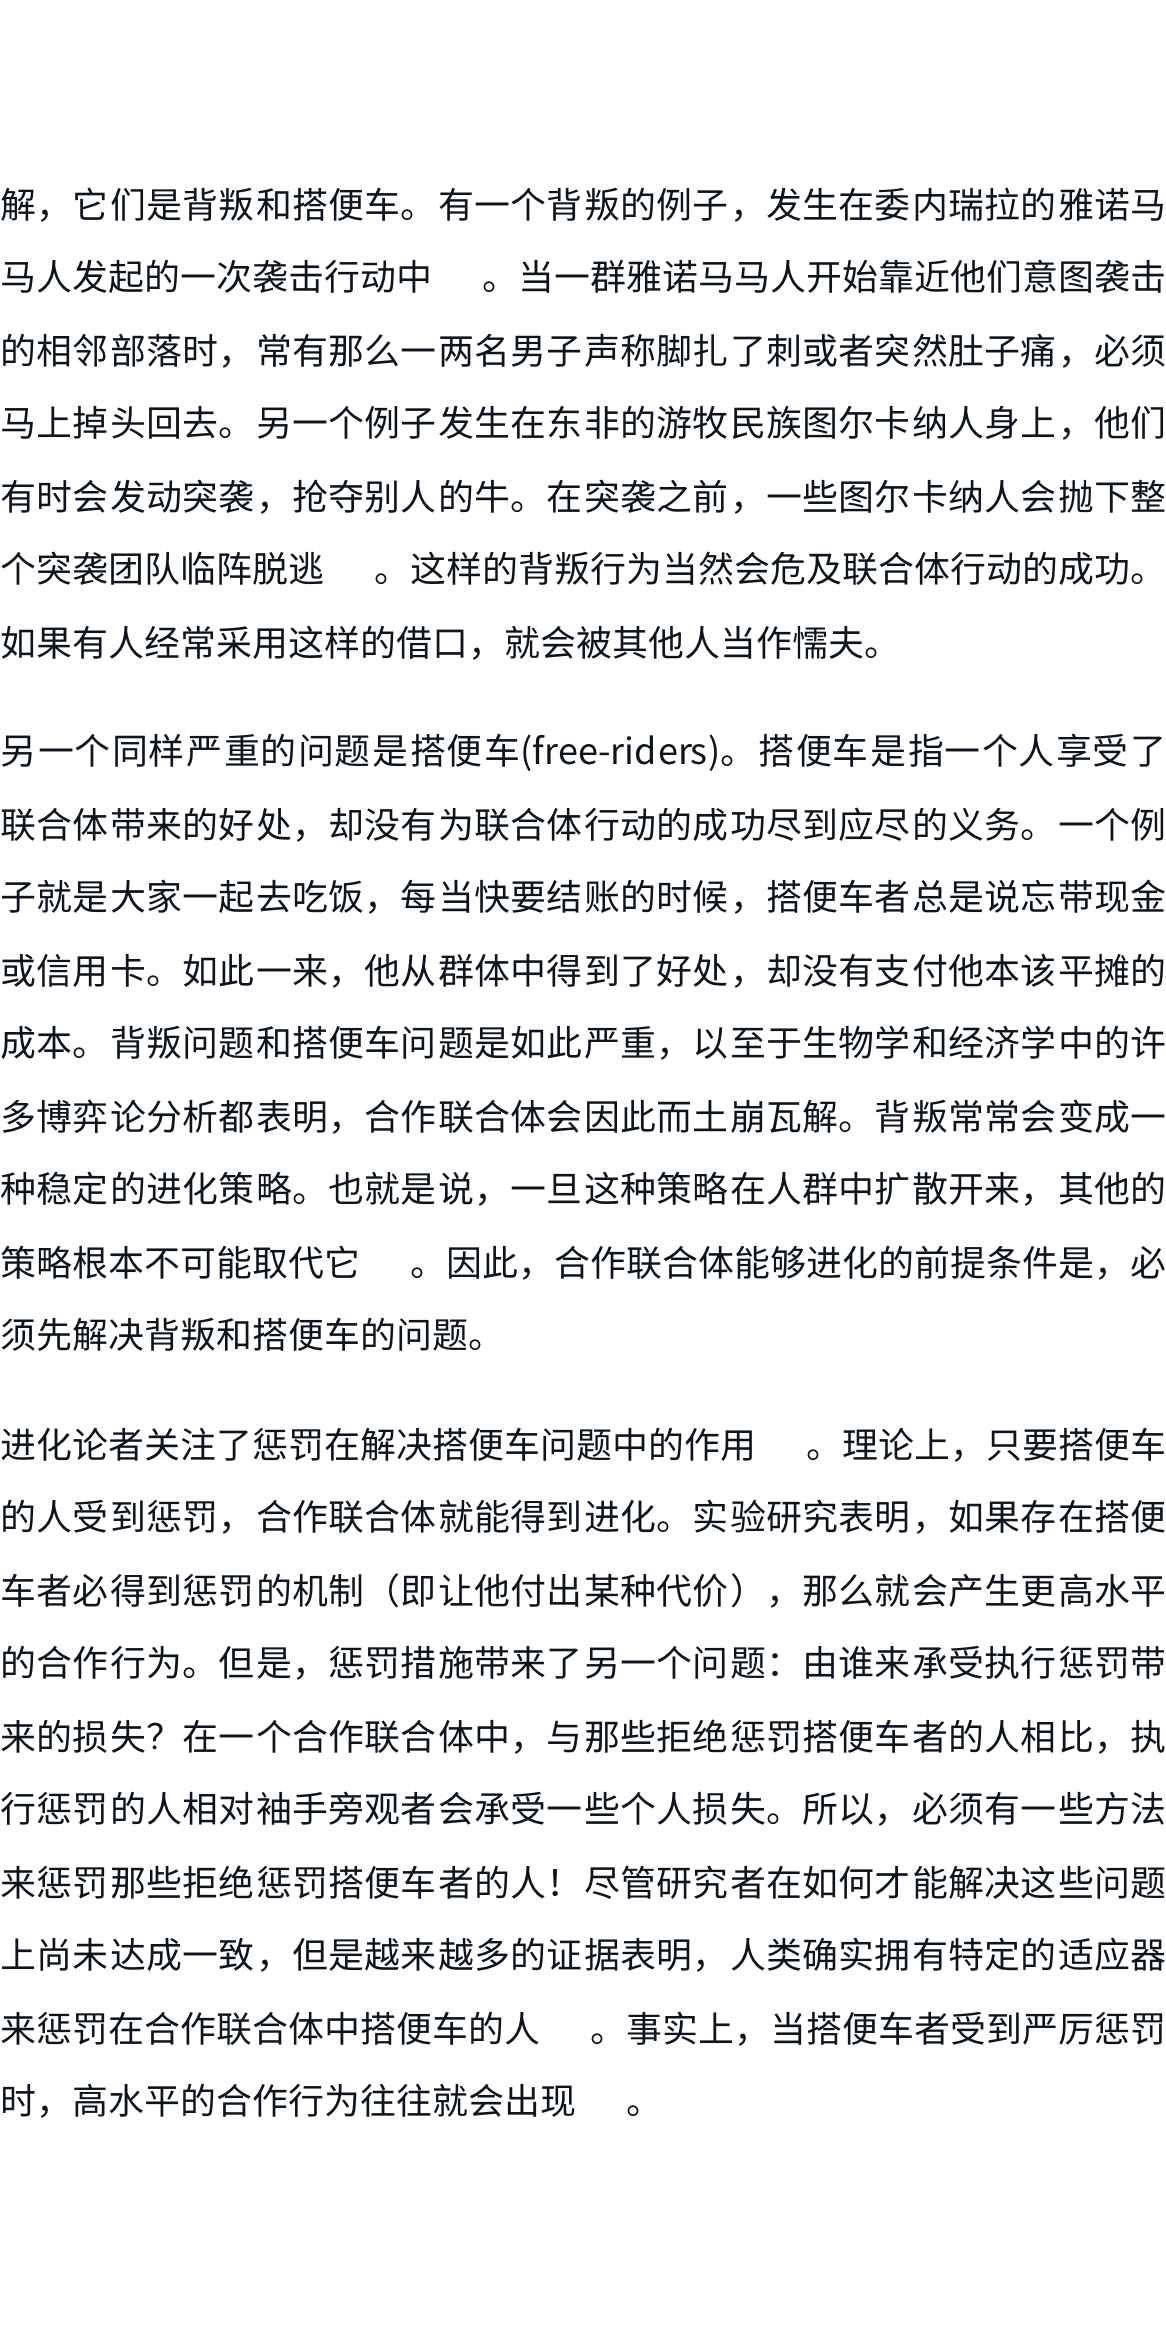 解，它们是背叛和搭便车。有一个背叛的例子，发生在委内瑞拉的雅诺马
马人发起的一次袭击行动中 。当一群雅诺马马人开始靠近他们意图袭击
的相邻部落时，常有那么一两名男子声称脚扎了刺或者突然肚子痛，必须
马上掉头回去。另一个例子发生在东非的游牧民族图尔卡纳人身上，他们
有时会发动突袭，抢夺别人的牛。在突袭之前，一些图尔卡纳人会抛下整
个突袭团队临阵脱逃 。这样的背叛行为当然会危及联合体行动的成功。
如果有人经常采用这样的借口，就会被其他人当作懦夫。
另一个同样严重的问题是搭便车(free-riders)。搭便车是指一个人享受了
联合体带来的好处，却没有为联合体行动的成功尽到应尽的义务。一个例
子就是大家一起去吃饭，每当快要结账的时候，搭便车者总是说忘带现金
或信用卡。如此一来，他从群体中得到了好处，却没有支付他本该平摊的
成本。背叛问题和搭便车问题是如此严重，以至于生物学和经济学中的许
多博弈论分析都表明，合作联合体会因此而土崩瓦解。背叛常常会变成一
种稳定的进化策略。也就是说，一旦这种策略在人群中扩散开来，其他的
策略根本不可能取代它 。因此，合作联合体能够进化的前提条件是，必
须先解决背叛和搭便车的问题。
进化论者关注了惩罚在解决搭便车问题中的作用 。理论上，只要搭便车
的人受到惩罚，合作联合体就能得到进化。实验研究表明，如果存在搭便
车者必得到惩罚的机制（即让他付出某种代价），那么就会产生更高水平
的合作行为。但是，惩罚措施带来了另一个问题：由谁来承受执行惩罚带
来的损失？在一个合作联合体中，与那些拒绝惩罚搭便车者的人相比，执
行惩罚的人相对袖手旁观者会承受一些个人损失。所以，必须有一些方法
来惩罚那些拒绝惩罚搭便车者的人！尽管研究者在如何才能解决这些问题
上尚未达成一致，但是越来越多的证据表明，人类确实拥有特定的适应器
来惩罚在合作联合体中搭便车的人 。事实上，当搭便车者受到严厉惩罚
时，高水平的合作行为往往就会出现 。